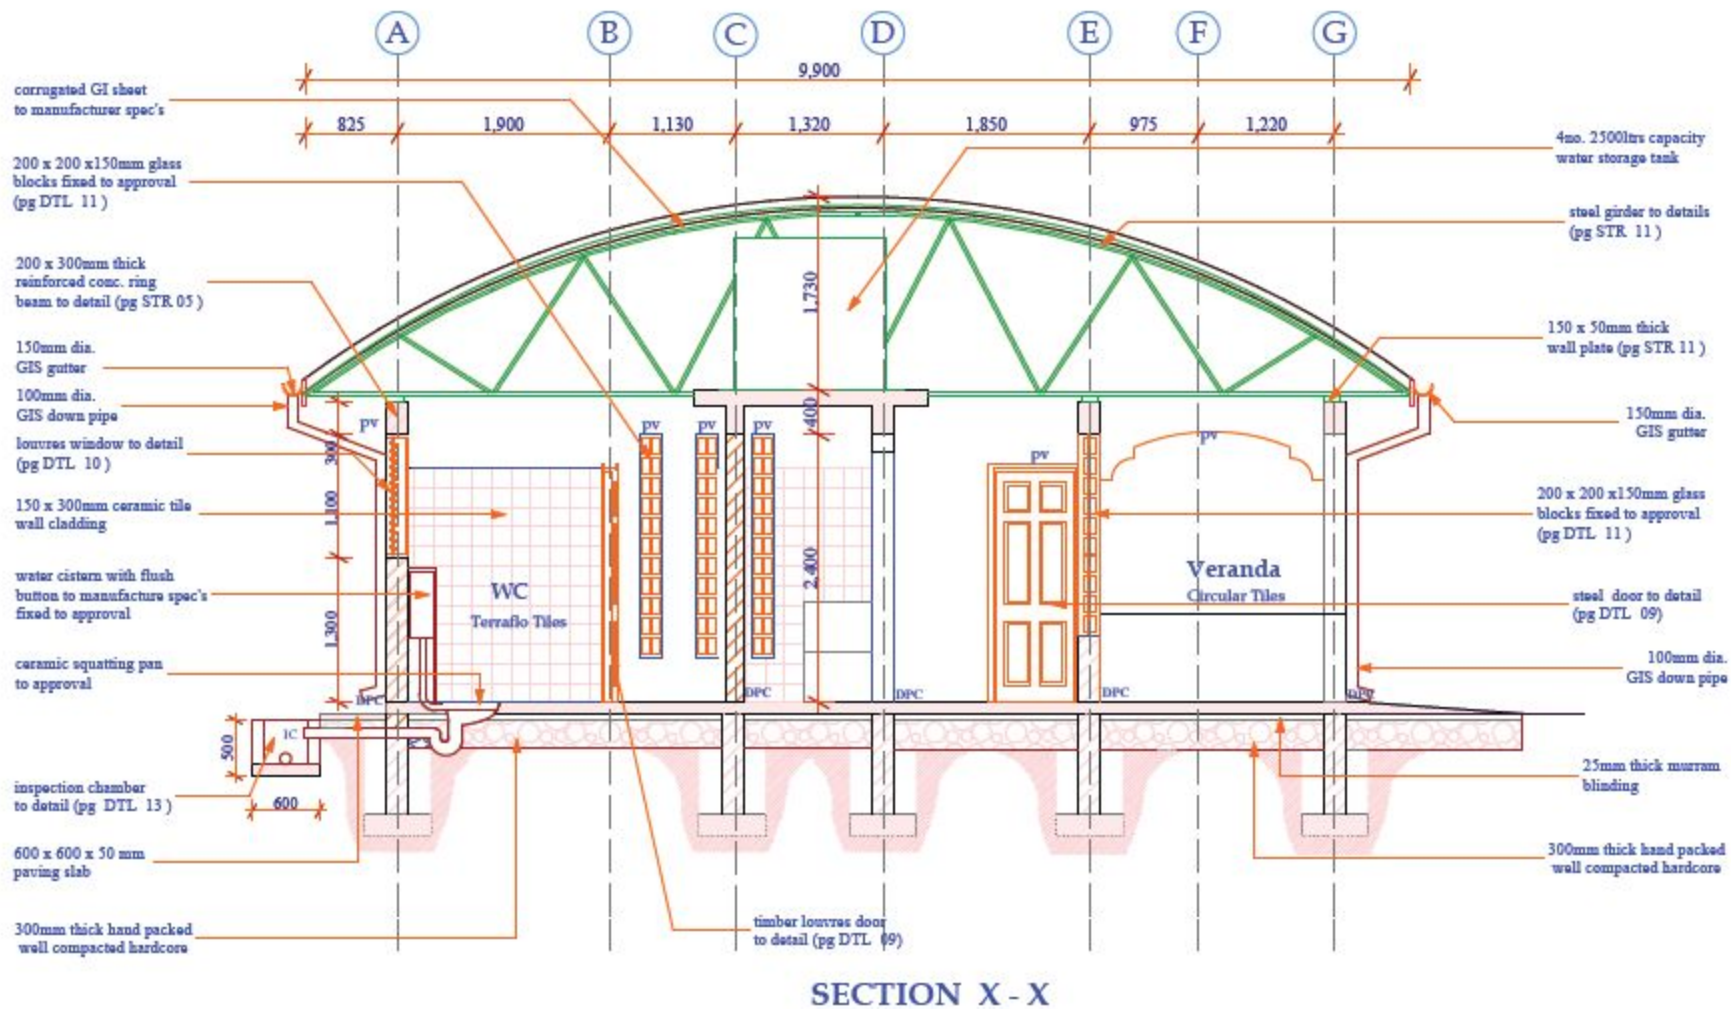 A B C D E F G
9,900
825 1,900 1,130 1,320 1,850 975 1,220
corrugated GI sheet
to manufacturer spec's
200 x 200 x150mm glass
blocks fixed to approval
(pg DTL 11 )
200 x 300mm thick
reinforced conc. ring
beam to detail (pg STR 05 )
150mm dia.
GIS gutter
100mm dia.
GIS down pipe
louvres window to detail
(pg DTL 10 )
150 x 300mm ceramic tile
wall cladding
water cistern with flush
button to manufacture spec's
fixed to approval
ceramic squatting pan
to approval
inspection chamber
to detail (pg DTL 13 )
600 x 600 x 50 mm
paving slab
300mm thick hand packed
well compacted hardcore
1,730
400
2,400
300
1,100
1,300
500
600
IC
pv
pv
pv
pv
pv
pv
WC
Terraflo Tiles
Veranda
Circular Tiles
DPC
DPC
DPC
DPC
DPC
timber louvres door
to detail (pg DTL 09)
4no. 2500ltrs capacity
water storage tank
steel girder to details
(pg STR 11 )
150 x 50mm thick
wall plate (pg STR 11 )
150mm dia.
GIS gutter
200 x 200 x150mm glass
blocks fixed to approval
(pg DTL 11 )
steel door to detail
(pg DTL 09)
100mm dia.
GIS down pipe
25mm thick murram
blinding
300mm thick hand packed
well compacted hardcore
SECTION X - X